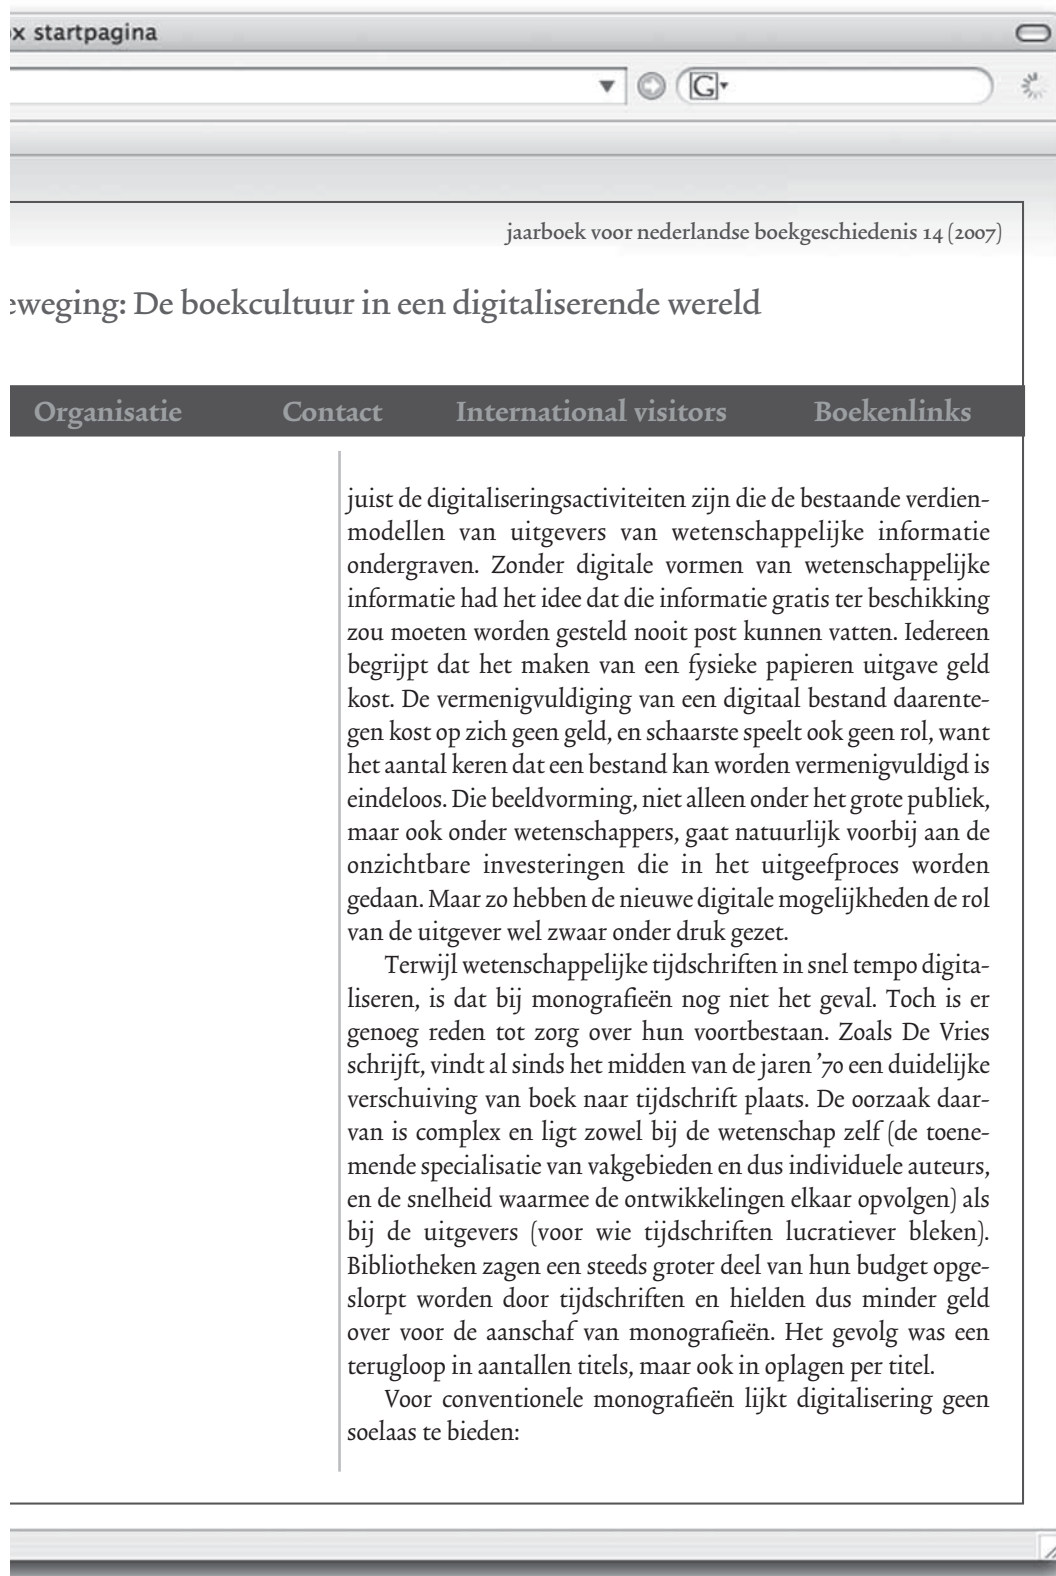 x startpagina
G
jaarboek voor nederlandse boekgeschiedenis 14 (2007)
eweging: De boekcultuur in een digitaliserende wereld
Organisatie Contact International visitors Boekenlinks
juist de digitaliseringsactiviteiten zijn die de bestaande verdien-
modellen van uitgevers van wetenschappelijke informatie
ondergraven. Zonder digitale vormen van wetenschappelijke
informatie had het idee dat die informatie gratis ter beschikking
zou moeten worden gesteld nooit post kunnen vatten. Iedereen
begrijpt dat het maken van een fysieke papieren uitgave geld
kost. De vermenigvuldiging van een digitaal bestand daarente-
gen kost op zich geen geld, en schaarste speelt ook geen rol, want
het aantal keren dat een bestand kan worden vermenigvuldigd is
eindeloos. Die beeldvorming, niet alleen onder het grote publiek,
maar ook onder wetenschappers, gaat natuurlijk voorbij aan de
onzichtbare investeringen die in het uitgeefproces worden
gedaan. Maar zo hebben de nieuwe digitale mogelijkheden de rol
van de uitgever wel zwaar onder druk gezet.
Terwijl wetenschappelijke tijdschriften in snel tempo digita-
liseren, is dat bij monografieën nog niet het geval. Toch is er
genoeg reden tot zorg over hun voortbestaan. Zoals De Vries
schrijft, vindt al sinds het midden van de jaren ’70 een duidelijke
verschuiving van boek naar tijdschrift plaats. De oorzaak daar-
van is complex en ligt zowel bij de wetenschap zelf (de toene-
mende specialisatie van vakgebieden en dus individuele auteurs,
en de snelheid waarmee de ontwikkelingen elkaar opvolgen) als
bij de uitgevers (voor wie tijdschriften lucratiever bleken).
Bibliotheken zagen een steeds groter deel van hun budget opge-
slorpt worden door tijdschriften en hielden dus minder geld
over voor de aanschaf van monografieën. Het gevolg was een
terugloop in aantallen titels, maar ook in oplagen per titel.
Voor conventionele monografieën lijkt digitalisering geen
soelaas te bieden: